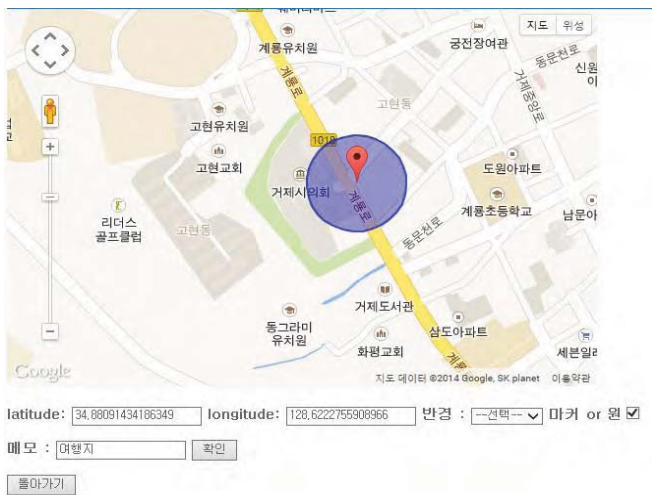 계룡유치원
지도 위성
궁전장여관
동문천로
신원
계룡로
거제중앙로
고현동
고현유치원
1018
고현교회
도원아파트
거제시의회
계룡로
계룡초등학교
남문아
리더스
골프클럽
고현동
동문천로
거제도서관
동그라미
유치원
삼도아파트
화평교회
세븐일
Google
지도 데이터 ©2014 Google, SK planet 이용약관
latitude: 34,88091434186349 longitude: 128,6222755908966 반경 : --선택-- 마커 or 원
메모 : 여행지 확인
돌아가기